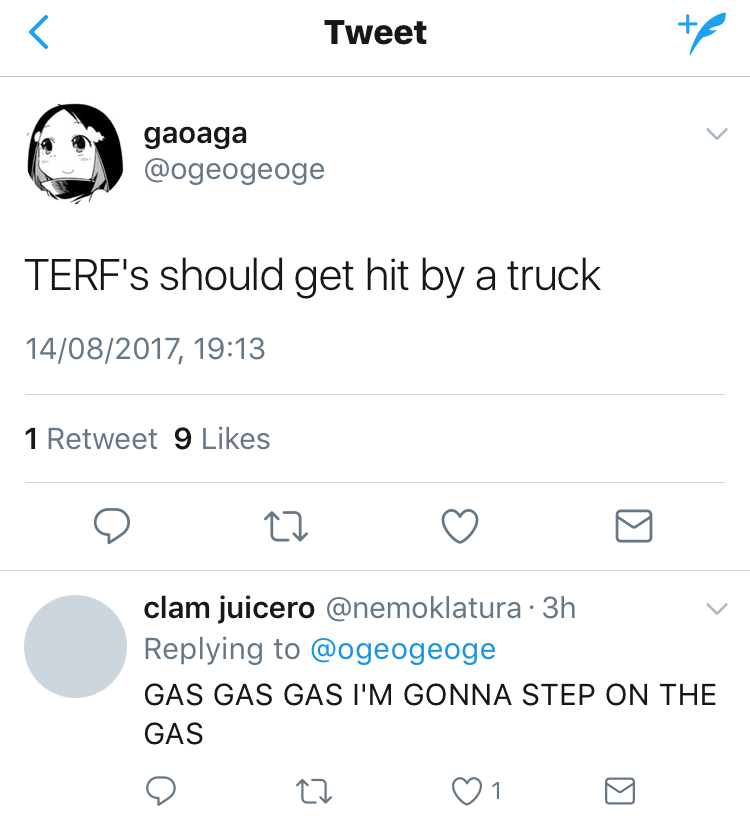 Tweet
gaoaga
@ogeogeoge
TERF's should get hit by a truck
14/08/2017, 19:13
1 Retweet 9 Likes
clam juicero @nemoklatura · 3h
Replying to @ogeogeoge
GAS GAS GAS I'M GONNA STEP ON THE
GAS
1